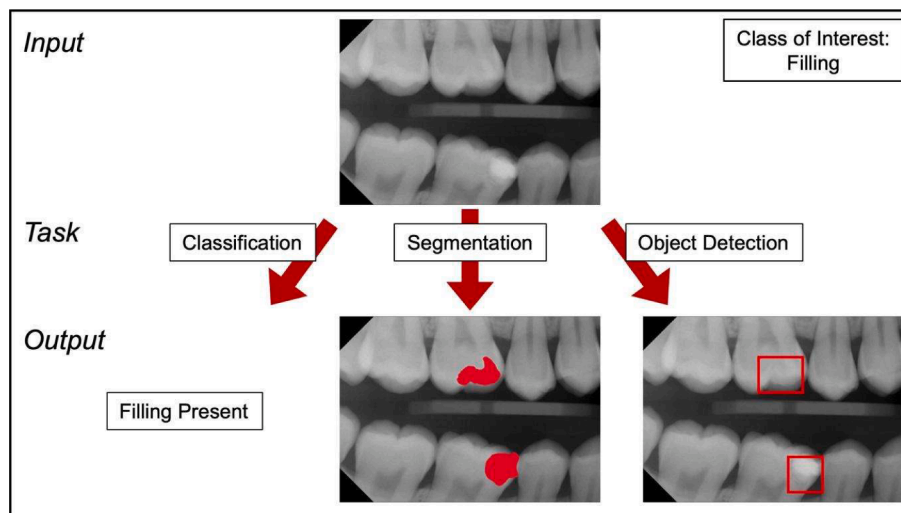 Input
Class of Interest:
Filling
Task
Classification
Segmentation
Object Detection
Output
Filling Present